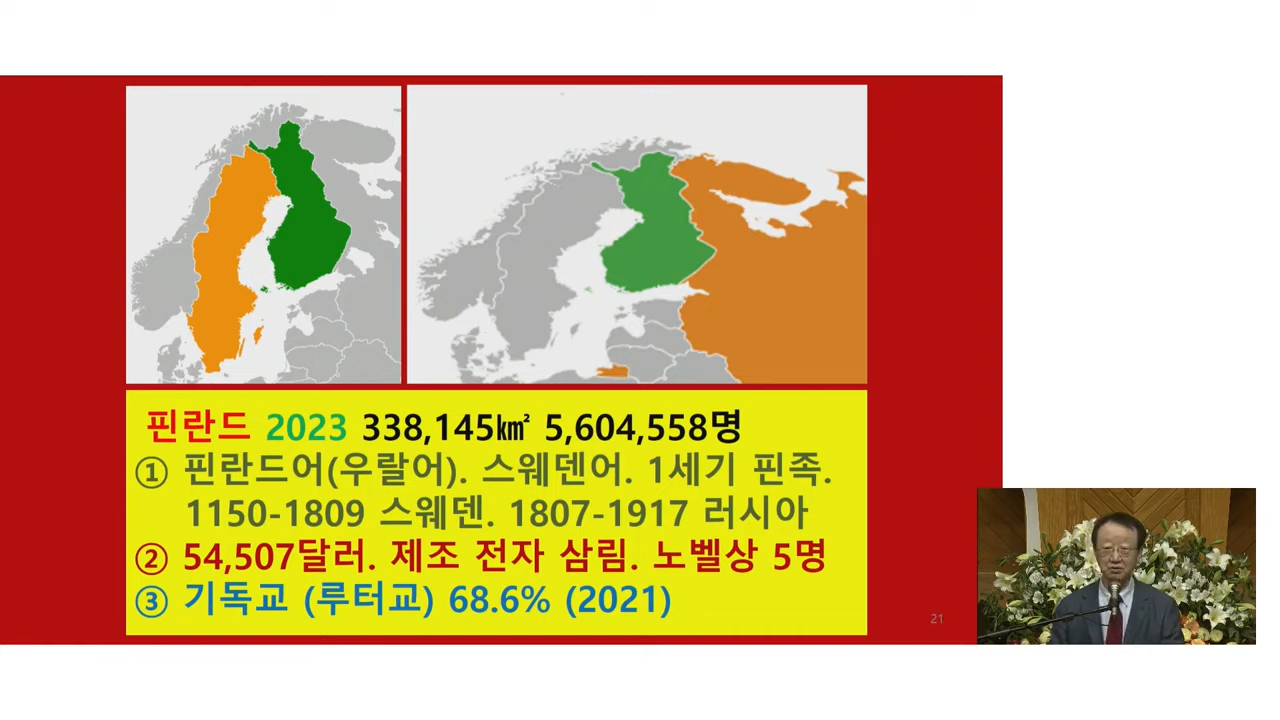 핀란드 2023 338,145㎢ 5,604,558명
① 핀란드어(우랄어). 스웨덴어. 1세기 핀족.
1150-1809 스웨덴. 1807-1917 러시아
② 54,507달러. 제조 전자 삼림. 노벨상 5명
③ 기독교 (루터교) 68.6% (2021)
21